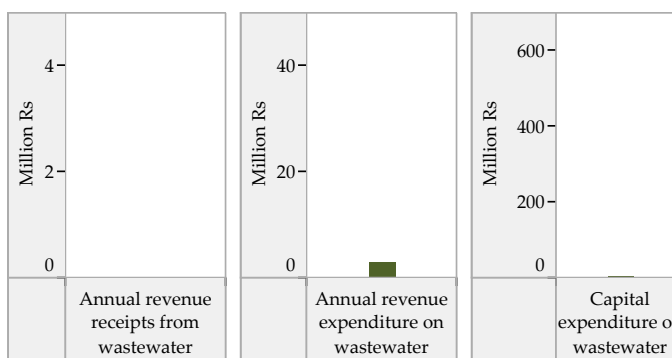 Million Rs
4
2
0
Annual revenue
receipts from
wastewater
Million Rs
40
20
0
Annual revenue
expenditure on
wastewater
Million Rs
600
400
200
0
Capital
expenditure o
wastewater